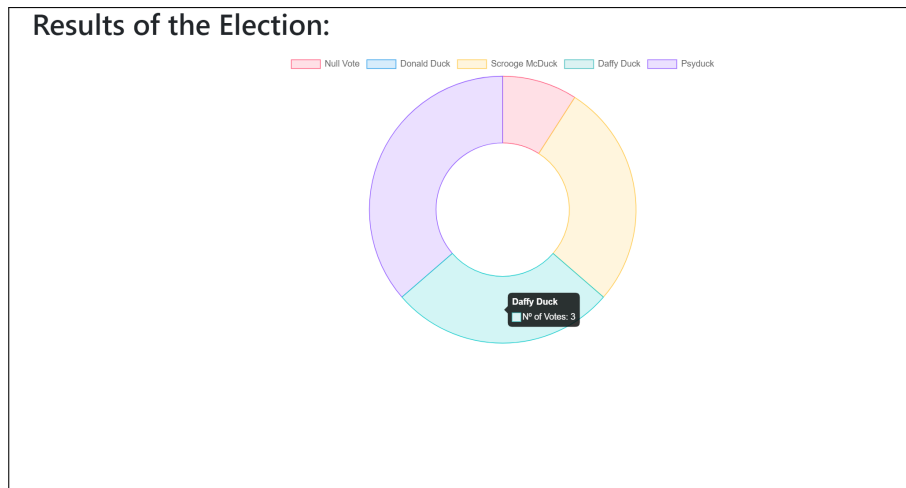 Results of the Election:
Null Vote Donald Duck Scrooge McDuck Daffy Duck Psyduck
Daffy Duck
Nº of Votes: 3